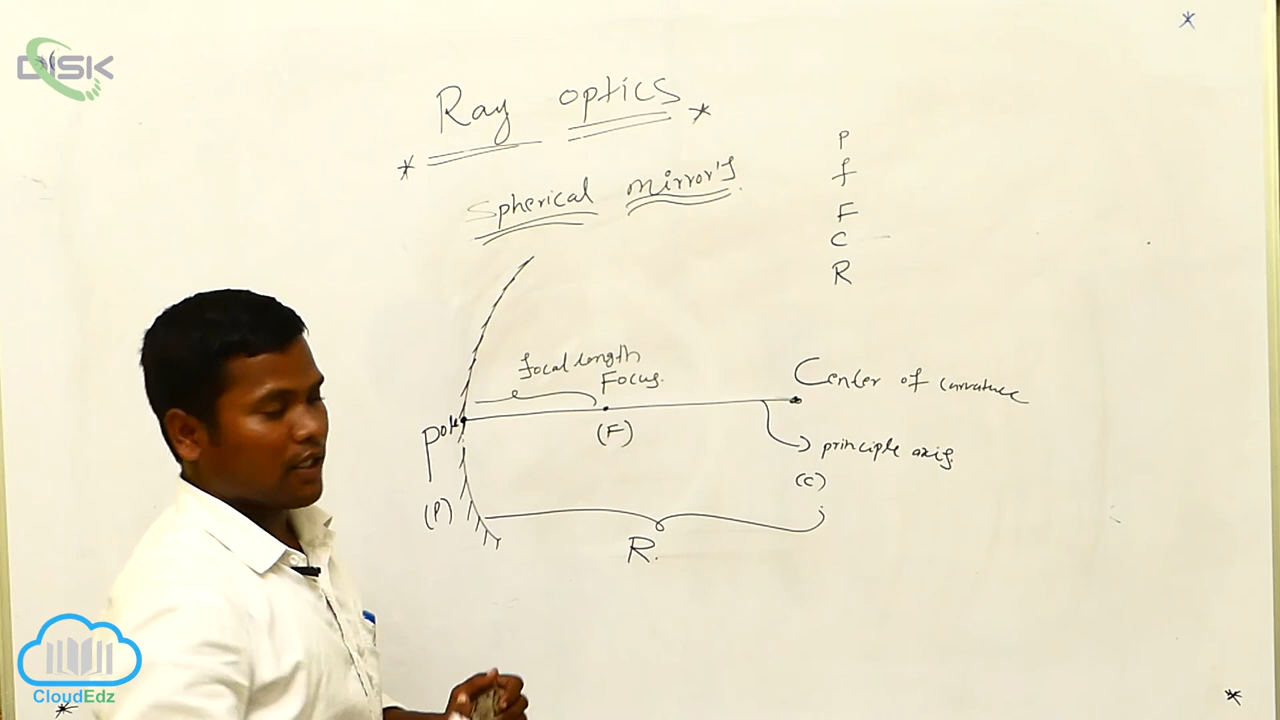 DISK
Ray optics
Spherical mirror's
P
f
F
C
R
focal length
Focus.
Center of curvature
pole
(F)
principle axis
(C)
(P)
R.
CloudEdz